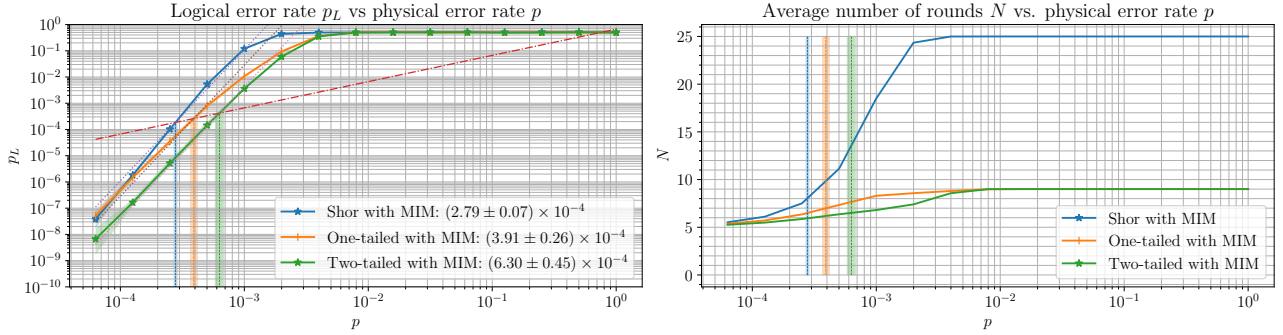 Logical error rate p_L vs physical error rate p
10^0
10^−1
10^−2
10^−3
10^−4
10^−5
10^−6
10^−7
10^−8
10^−9
10^−10
p_L
Shor with MIM: (2.79 ± 0.07) × 10^−4
One-tailed with MIM: (3.91 ± 0.26) × 10^−4
Two-tailed with MIM: (6.30 ± 0.45) × 10^−4
10^−4 10^−3 10^−2 10^−1 10^0
p
Average number of rounds N vs. physical error rate p
25
23
20
18
15
13
10
8
5
3
0
N
Shor with MIM
One-tailed with MIM
Two-tailed with MIM
10^−4 10^−3 10^−2 10^−1 10^0
p